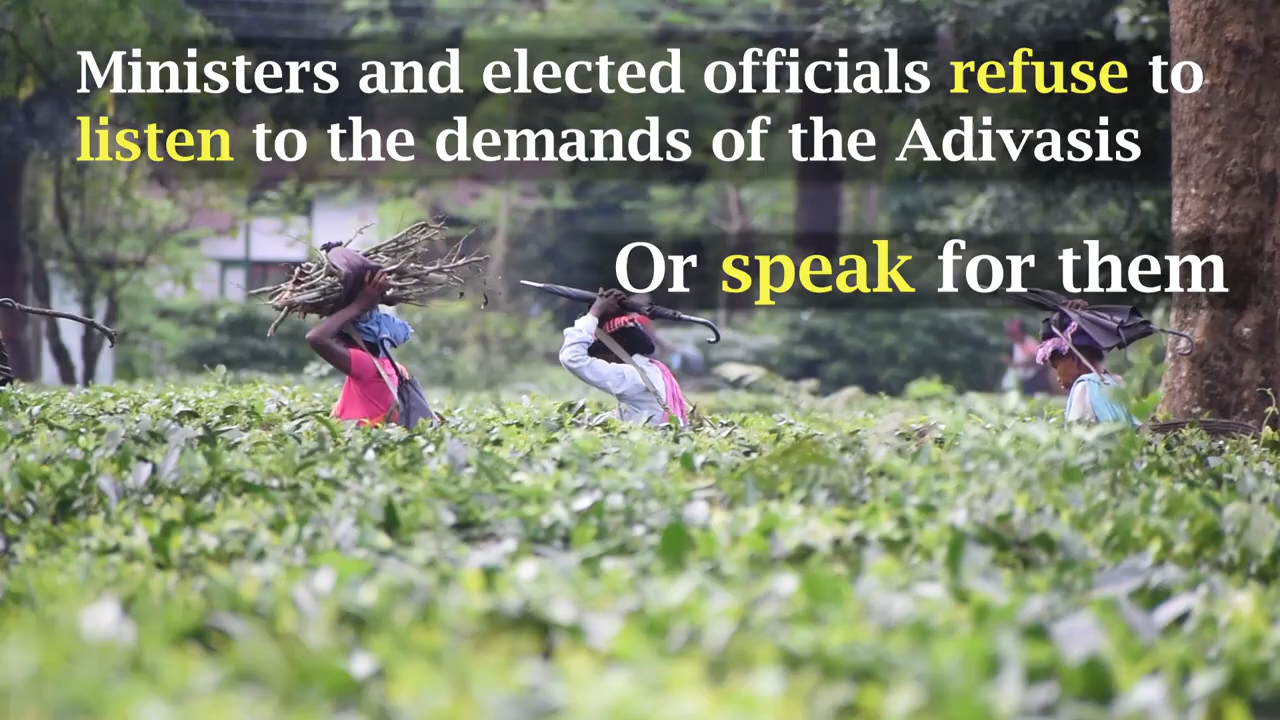 Ministers and elected officials refuse to
listen to the demands of the Adivasis
Or speak for them